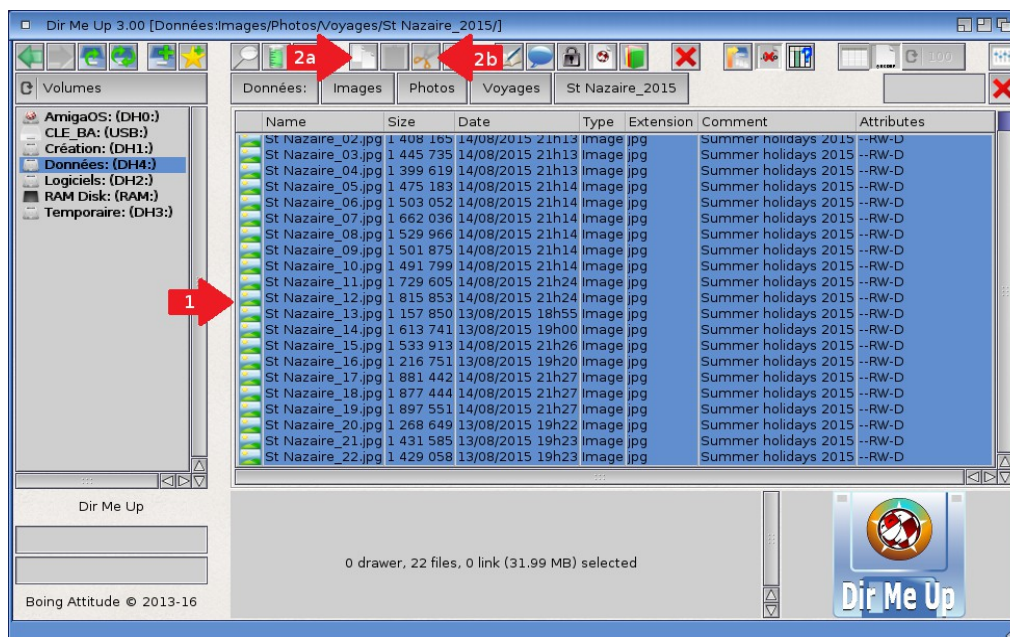 Dir Me Up 3.00 [Données:Images/Photos/Voyages/St Nazaire_2015/]
2a 2b 100
Volumes
Données: Images Photos Voyages St Nazaire_2015
AmigaOS: (DH0:)
CLE_BA: (USB:)
Création: (DH1:)
Données: (DH4:)
Logiciels: (DH2:)
RAM Disk: (RAM:)
Temporaire: (DH3:)
1
Name Size Date Type Extension Comment Attributes
St Nazaire_02.jpg 1 408 165 14/08/2015 21h13 Image jpg Summer holidays 2015 --RW-D
St Nazaire_03.jpg 1 445 735 14/08/2015 21h13 Image jpg Summer holidays 2015 --RW-D
St Nazaire_04.jpg 1 399 619 14/08/2015 21h13 Image jpg Summer holidays 2015 --RW-D
St Nazaire_05.jpg 1 475 183 14/08/2015 21h14 Image jpg Summer holidays 2015 --RW-D
St Nazaire_06.jpg 1 503 052 14/08/2015 21h14 Image jpg Summer holidays 2015 --RW-D
St Nazaire_07.jpg 1 662 036 14/08/2015 21h14 Image jpg Summer holidays 2015 --RW-D
St Nazaire_08.jpg 1 529 966 14/08/2015 21h14 Image jpg Summer holidays 2015 --RW-D
St Nazaire_09.jpg 1 501 875 14/08/2015 21h14 Image jpg Summer holidays 2015 --RW-D
St Nazaire_10.jpg 1 491 799 14/08/2015 21h14 Image jpg Summer holidays 2015 --RW-D
St Nazaire_11.jpg 1 729 605 14/08/2015 21h24 Image jpg Summer holidays 2015 --RW-D
St Nazaire_12.jpg 1 815 853 14/08/2015 21h24 Image jpg Summer holidays 2015 --RW-D
St Nazaire_13.jpg 1 157 850 13/08/2015 18h55 Image jpg Summer holidays 2015 --RW-D
St Nazaire_14.jpg 1 613 741 13/08/2015 19h00 Image jpg Summer holidays 2015 --RW-D
St Nazaire_15.jpg 1 533 913 14/08/2015 21h26 Image jpg Summer holidays 2015 --RW-D
St Nazaire_16.jpg 1 216 751 13/08/2015 19h20 Image jpg Summer holidays 2015 --RW-D
St Nazaire_17.jpg 1 881 442 14/08/2015 21h27 Image jpg Summer holidays 2015 --RW-D
St Nazaire_18.jpg 1 877 444 14/08/2015 21h27 Image jpg Summer holidays 2015 --RW-D
St Nazaire_19.jpg 1 897 551 14/08/2015 21h27 Image jpg Summer holidays 2015 --RW-D
St Nazaire_20.jpg 1 268 649 13/08/2015 19h22 Image jpg Summer holidays 2015 --RW-D
St Nazaire_21.jpg 1 431 585 13/08/2015 19h23 Image jpg Summer holidays 2015 --RW-D
St Nazaire_22.jpg 1 429 058 13/08/2015 19h23 Image jpg Summer holidays 2015 --RW-D
Dir Me Up
0 drawer, 22 files, 0 link (31.99 MB) selected
Boing Attitude © 2013-16
Dir Me Up